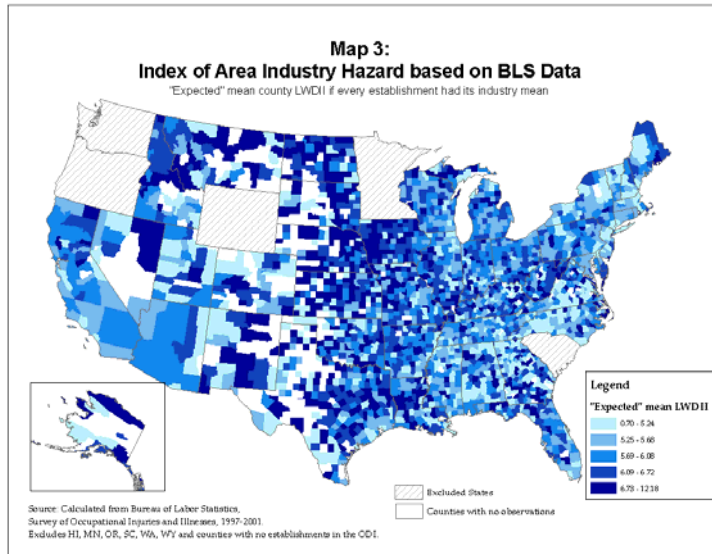 Map 3:
Index of Area Industry Hazard based on BLS Data
"Expected" mean county LWDII if every establishment had its industry mean
Legend
"Expected" mean LWDII
0.70 - 5.24
5.25 - 5.68
5.69 - 6.08
6.09 - 6.72
6.73 - 12.18
Excluded States
Counties with no observations
Source: Calculated from Bureau of Labor Statistics,
Survey of Occupational Injuries and Illnesses, 1997-2001.
Excludes HI, MN, OR, SC, WA, WY and counties with no establishments in the ODI.